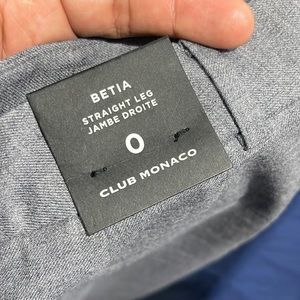 BETIA
STRAIGHT LEG
JAMBE DROITE
0
CLUB MONACO